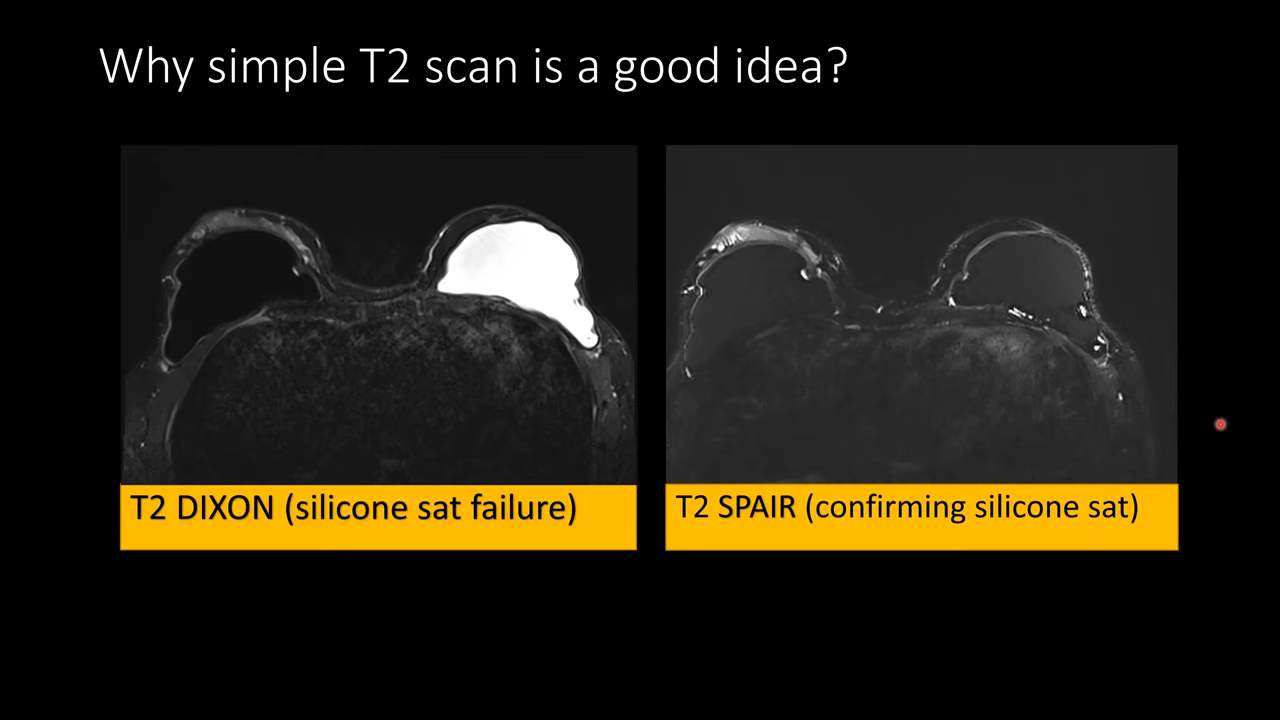 Why simple T2 scan is a good idea?
T2 DIXON (silicone sat failure)
T2 SPAIR (confirming silicone sat)